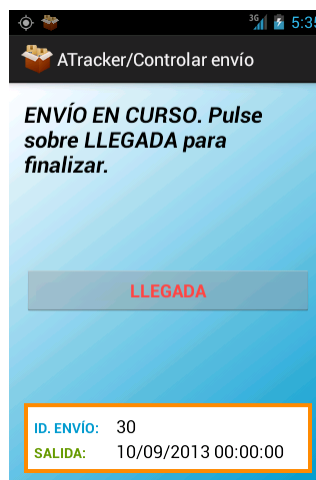 3G 5:35
ATracker/Controlar envío
ENVÍO EN CURSO. Pulse
sobre LLEGADA para
finalizar.
LLEGADA
ID. ENVÍO: 30
SALIDA: 10/09/2013 00:00:00